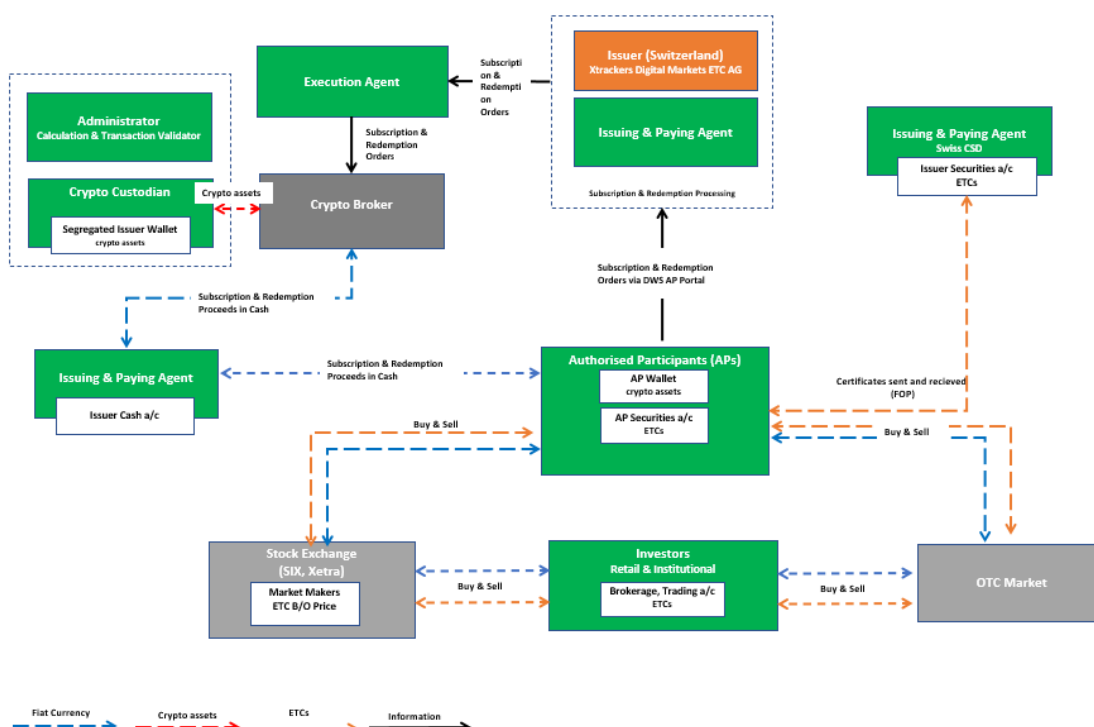 Issuer (Switzerland)
Xtrackers Digital Markets ETC AG
Issuing & Paying Agent
Subscription & Redemption Processing
Subscripti
on &
Redempti
on
Orders
Execution Agent
Subscription &
Redemption
Orders
Administrator
Calculation & Transaction Validator
Crypto Custodian
Segregated Issuer Wallet
crypto assets
Crypto assets
Crypto Broker
Issuing & Paying Agent
Swiss CSD
Issuer Securities a/c
ETCs
Subscription & Redemption
Orders via DWS AP Portal
Subscription & Redemption
Proceeds in Cash
Issuing & Paying Agent
Issuer Cash a/c
Subscription & Redemption
Proceeds in Cash
Authorised Participants (APs)
AP Wallet
crypto assets
AP Securities a/c
ETCs
Certificates sent and recieved
(FOP)
Buy & Sell
Buy & Sell
Stock Exchange
(SIX, Xetra)
Market Makers
ETC B/O Price
Buy & Sell
Investors
Retail & Institutional
Brokerage, Trading a/c
ETCs
Buy & Sell
OTC Market
Fiat Currency
Crypto assets
ETCs
Information